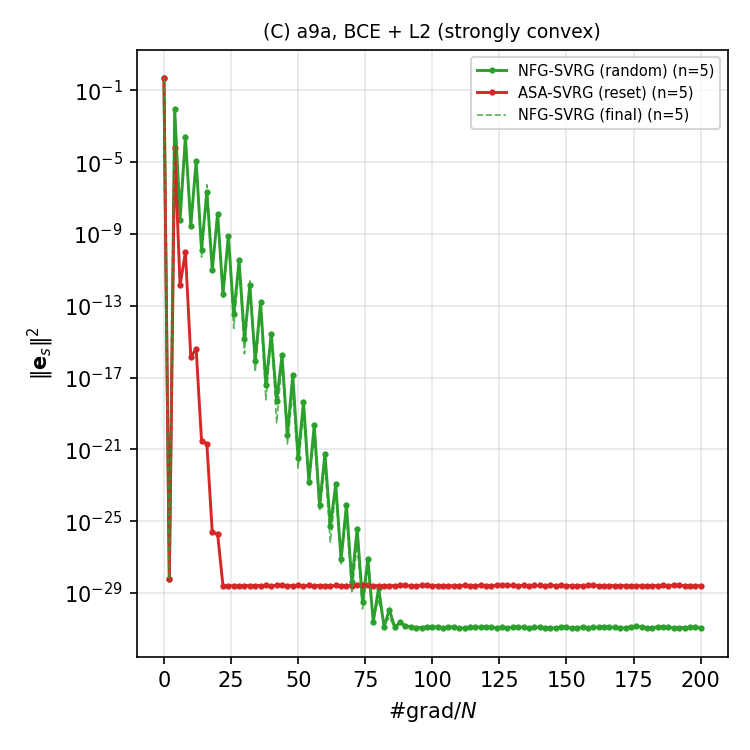 (C) a9a, BCE + L2 (strongly convex)
NFG-SVRG (random) (n=5)
ASA-SVRG (reset) (n=5)
NFG-SVRG (final) (n=5)
10⁻¹
10⁻⁵
10⁻⁹
10⁻¹³
10⁻¹⁷
10⁻²¹
10⁻²⁵
10⁻²⁹
‖𝐞ₛ‖²
0 25 50 75 100 125 150 175 200
#grad/N